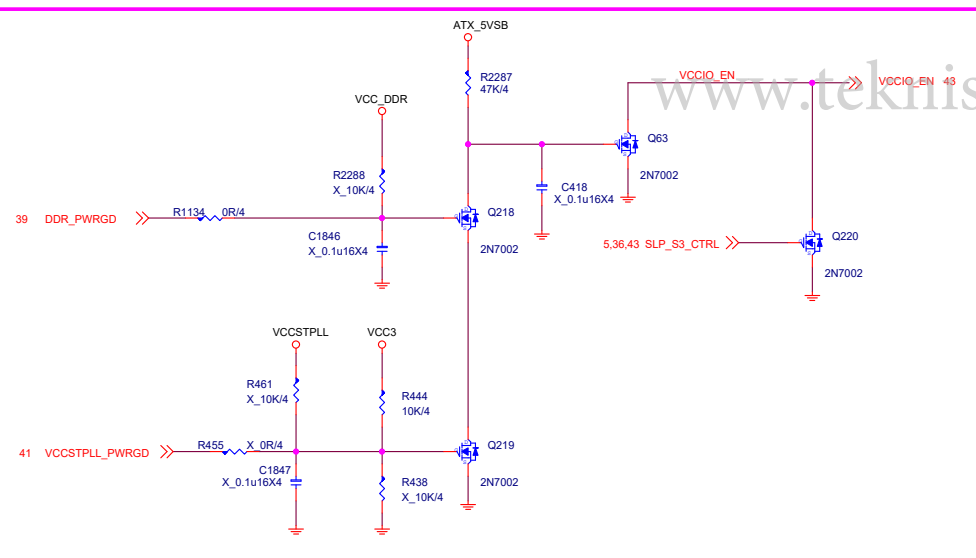 ATX_5VSB
R2287
47K/4
VCCIO_EN
VCCIO_EN 43
www.teknis
VCC_DDR
Q63
2N7002
R2288
X_10K/4
C418
X_0.1u16X4
39 DDR_PWRGD
R1134 0R/4
Q218
2N7002
C1846
X_0.1u16X4
5,36,43 SLP_S3_CTRL
Q220
2N7002
VCCSTPLL
VCC3
R461
X_10K/4
R444
10K/4
41 VCCSTPLL_PWRGD
R455 X_0R/4
Q219
2N7002
C1847
X_0.1u16X4
R438
X_10K/4